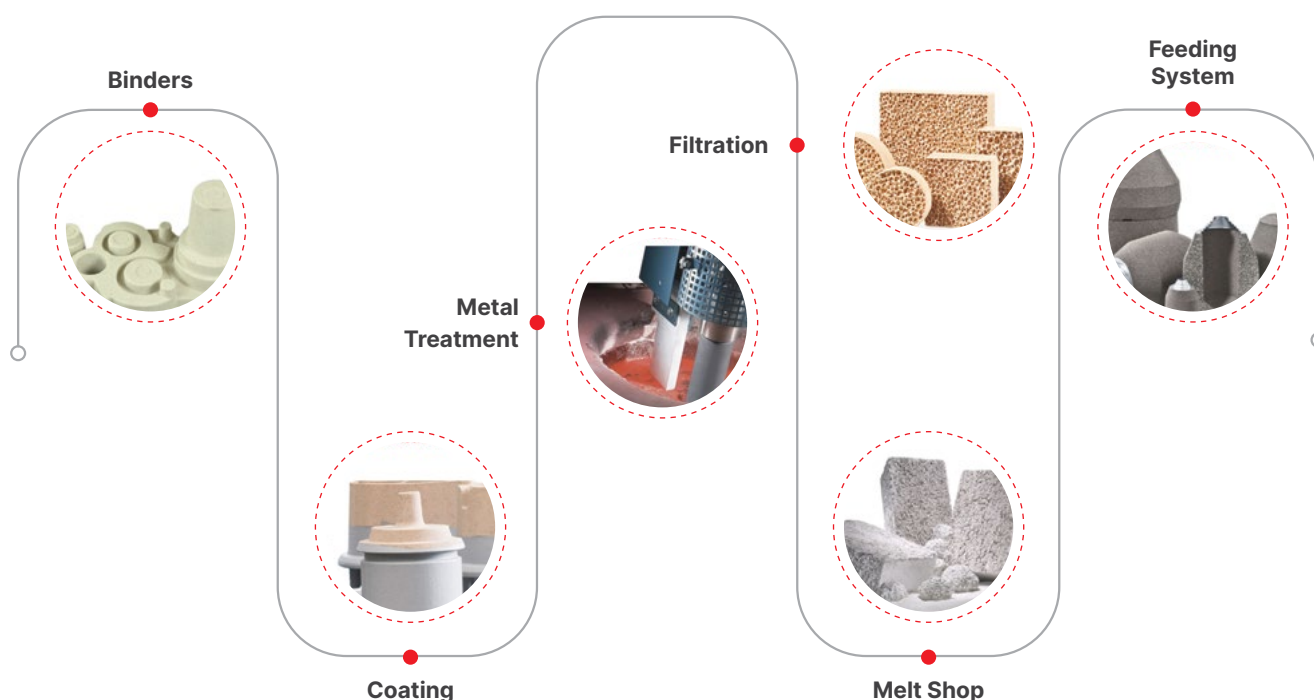 Binders
Coating
Metal
Treatment
Filtration
Melt Shop
Feeding
System